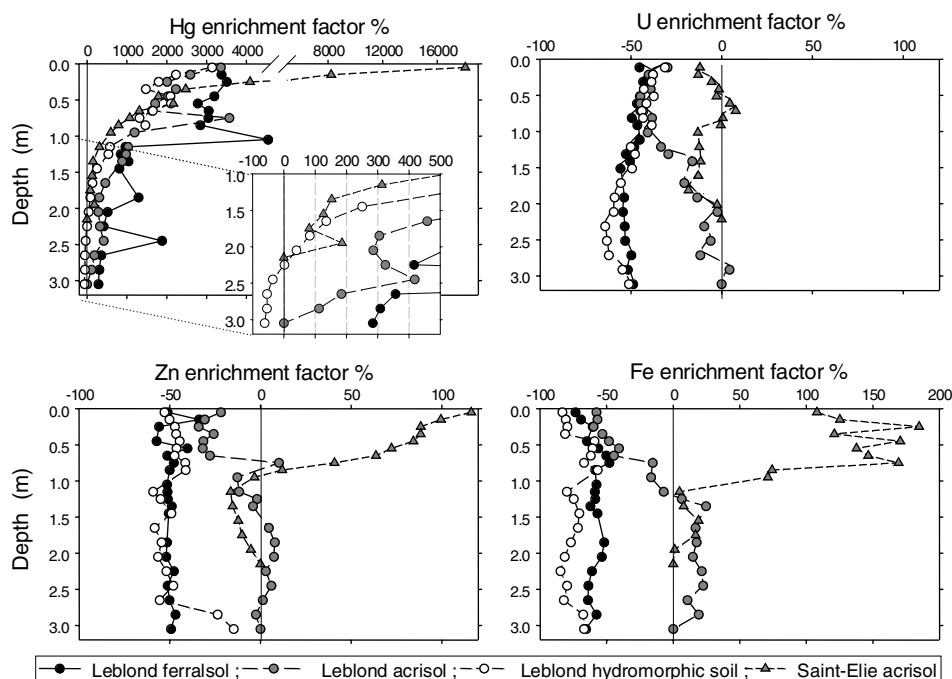 Hg enrichment factor %
0 1000 2000 3000 4000 8000 12000 16000
Depth (m)
0.0
0.5
1.0
1.5
2.0
2.5
3.0
-100 0 100 200 300 400 500
1.0
1.5
2.0
2.5
3.0
U enrichment factor %
-100 -50 0 50 100
0.0
0.5
1.0
1.5
2.0
2.5
3.0
Zn enrichment factor %
-100 -50 0 50 100
Depth (m)
0.0
0.5
1.0
1.5
2.0
2.5
3.0
Fe enrichment factor %
-100 -50 0 50 100 150 200
0.0
0.5
1.0
1.5
2.0
2.5
3.0
Leblond ferralsol ; Leblond acrisol ; Leblond hydromorphic soil ; Saint-Elie acrisol